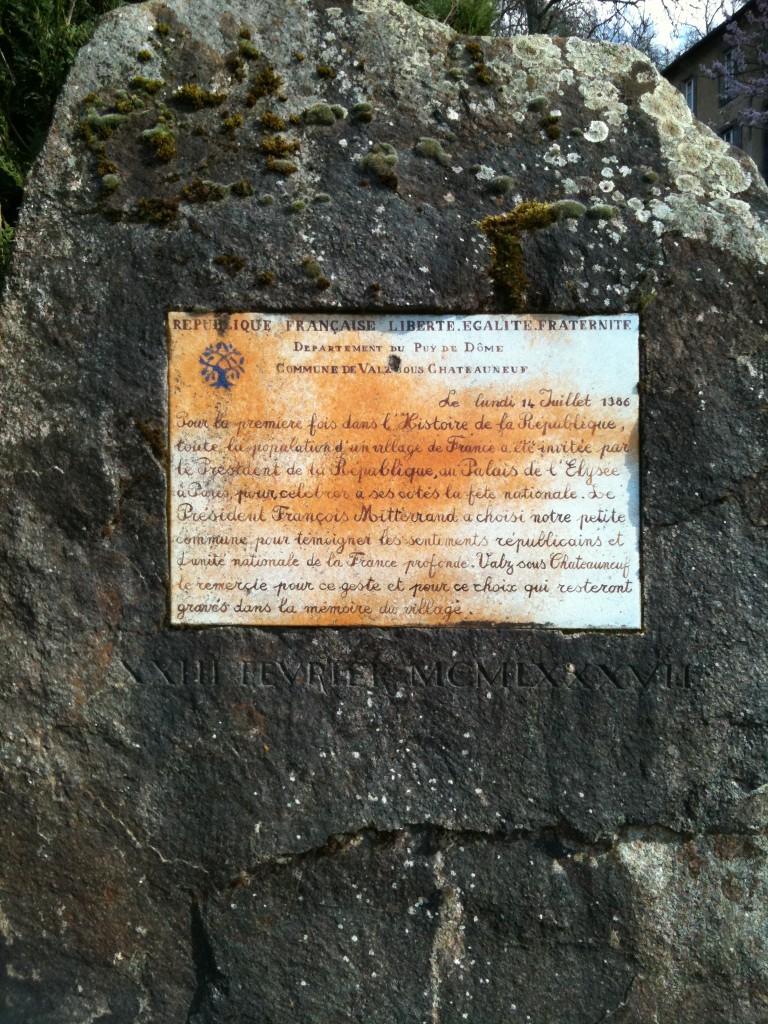 REPUBLIQUE FRANÇAISE LIBERTE.EGALITE.FRATERNITE
DEPARTEMENT DU PUY DE DÔME
COMMUNE DE VALZ SOUS CHATEAUNEUF
Le lundi 14 Juillet 1986
Pour la premiere fois dans l'Histoire de la République,
toute la population d'un village de France a été invitée par
le Président de la République, au Palais de l'Elysée
à Paris, pour célébrer à ses cotés la fête nationale. Le
Président François Mitterrand a choisi notre petite
commune pour témoigner les sentiments républicains et
d'unité nationale de la France profonde. Valz sous Chateauneuf
le remercie pour ce geste et pour ce choix qui resteront
gravés dans la mémoire du village.
XXIII FEVRIER MCMLXXXVII